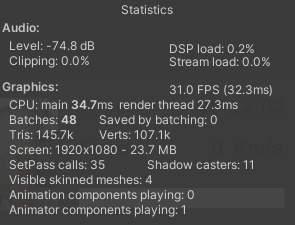 Statistics
Audio:
Level: -74.8 dB DSP load: 0.2%
Clipping: 0.0% Stream load: 0.0%
Graphics: 31.0 FPS (32.3ms)
CPU: main 34.7ms render thread 27.3ms
Batches: 48 Saved by batching: 0
Tris: 145.7k Verts: 107.1k
Screen: 1920x1080 - 23.7 MB
SetPass calls: 35 Shadow casters: 11
Visible skinned meshes: 4
Animation components playing: 0
Animator components playing: 1